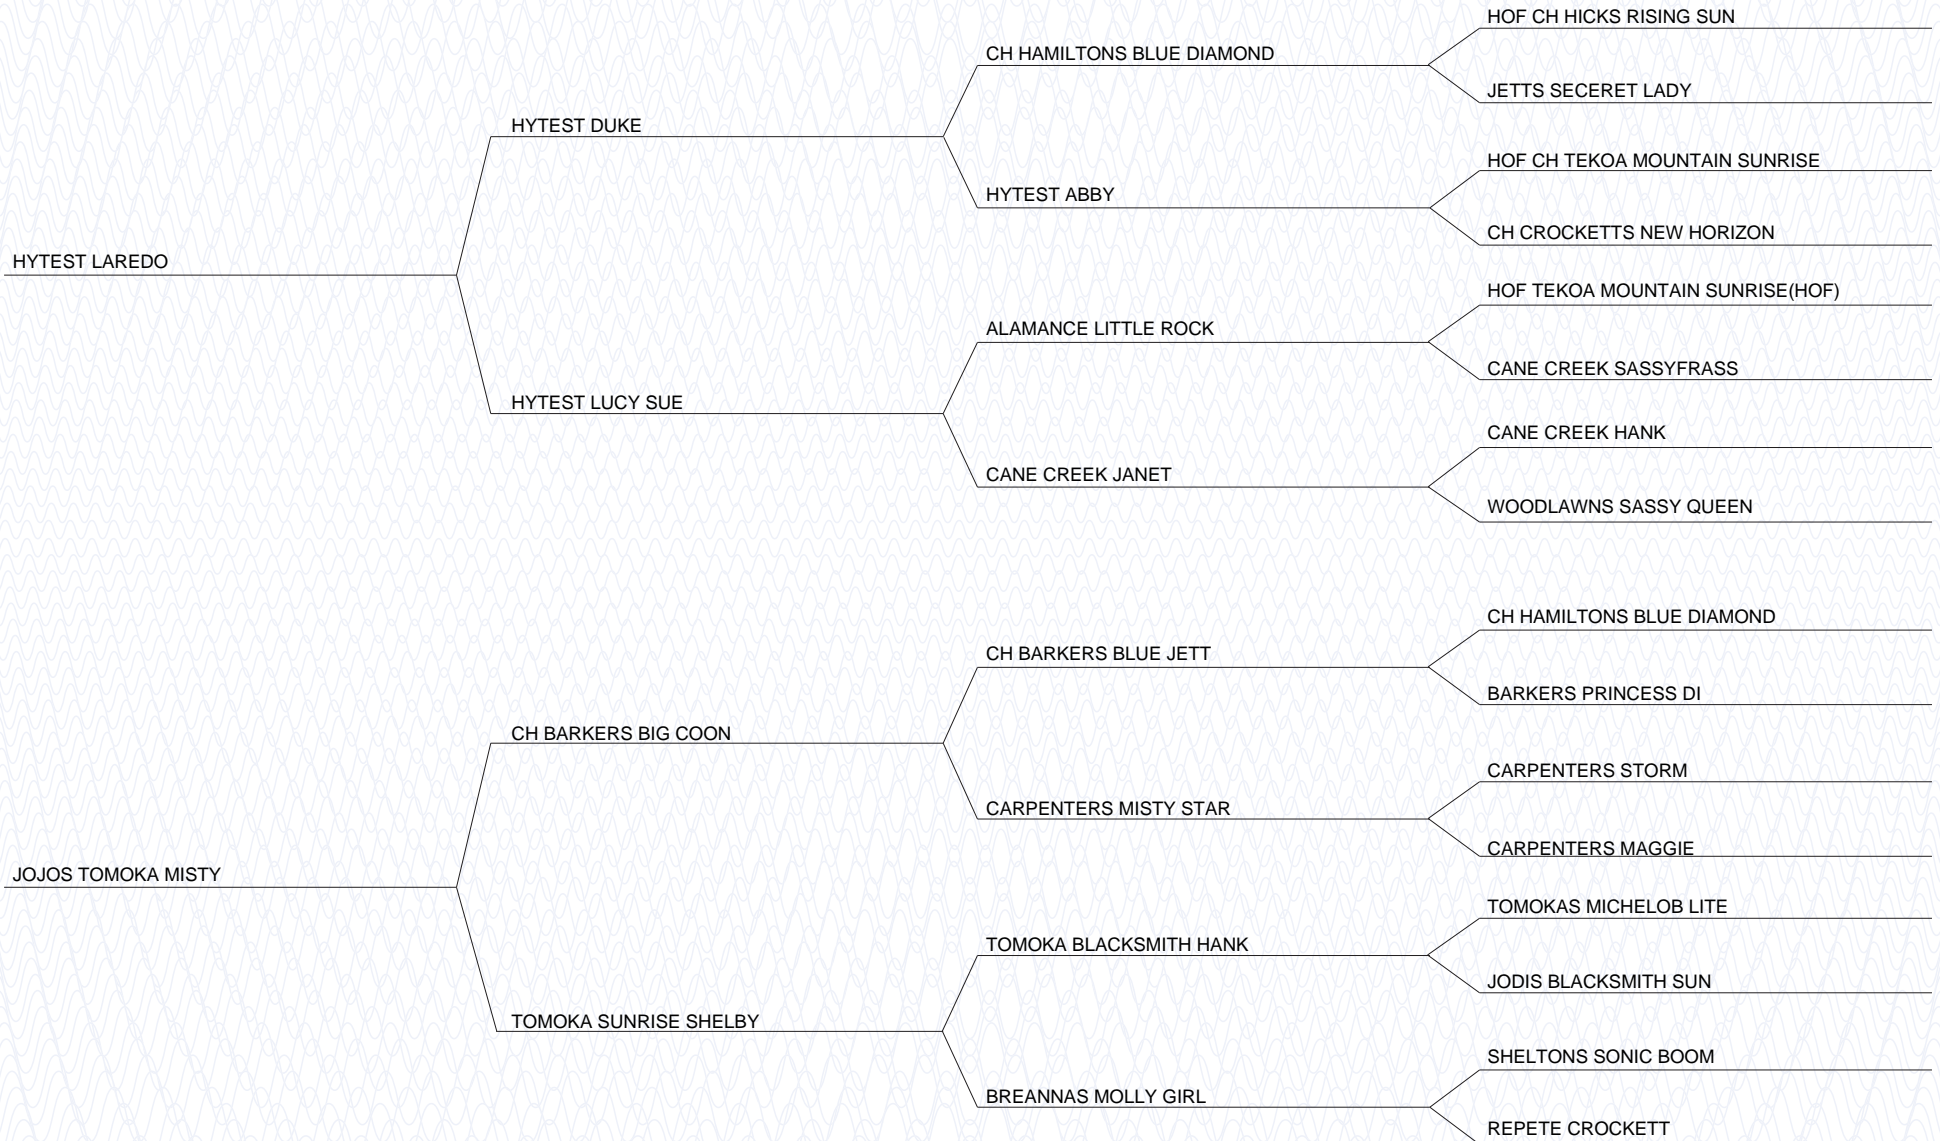 HOF CH HICKS RISING SUN
CH HAMILTONS BLUE DIAMOND
JETTS SECERET LADY
HYTEST DUKE
HOF CH TEKOA MOUNTAIN SUNRISE
HYTEST ABBY
CH CROCKETTS NEW HORIZON
HYTEST LAREDO
HOF TEKOA MOUNTAIN SUNRISE(HOF)
ALAMANCE LITTLE ROCK
CANE CREEK SASSYFRASS
HYTEST LUCY SUE
CANE CREEK HANK
CANE CREEK JANET
WOODLAWNS SASSY QUEEN
CH HAMILTONS BLUE DIAMOND
CH BARKERS BLUE JETT
BARKERS PRINCESS DI
CH BARKERS BIG COON
CARPENTERS STORM
CARPENTERS MISTY STAR
CARPENTERS MAGGIE
JOJOS TOMOKA MISTY
TOMOKAS MICHELOB LITE
TOMOKA BLACKSMITH HANK
JODIS BLACKSMITH SUN
TOMOKA SUNRISE SHELBY
SHELTONS SONIC BOOM
BREANNAS MOLLY GIRL
REPETE CROCKETT